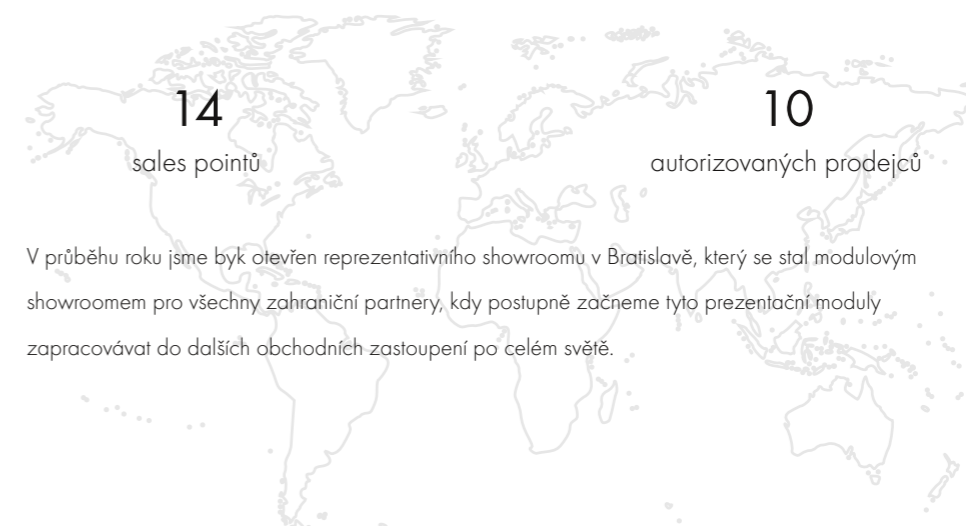 14
10
sales pointů
autorizovaných prodejců
V průběhu roku jsme byk otevřen reprezentativního showroomu v Bratislavě, který se stal modulovým
showroomem pro všechny zahraniční partnery, kdy postupně začneme tyto prezentační moduly
zapracovávat do dalších obchodních zastoupení po celém světě.